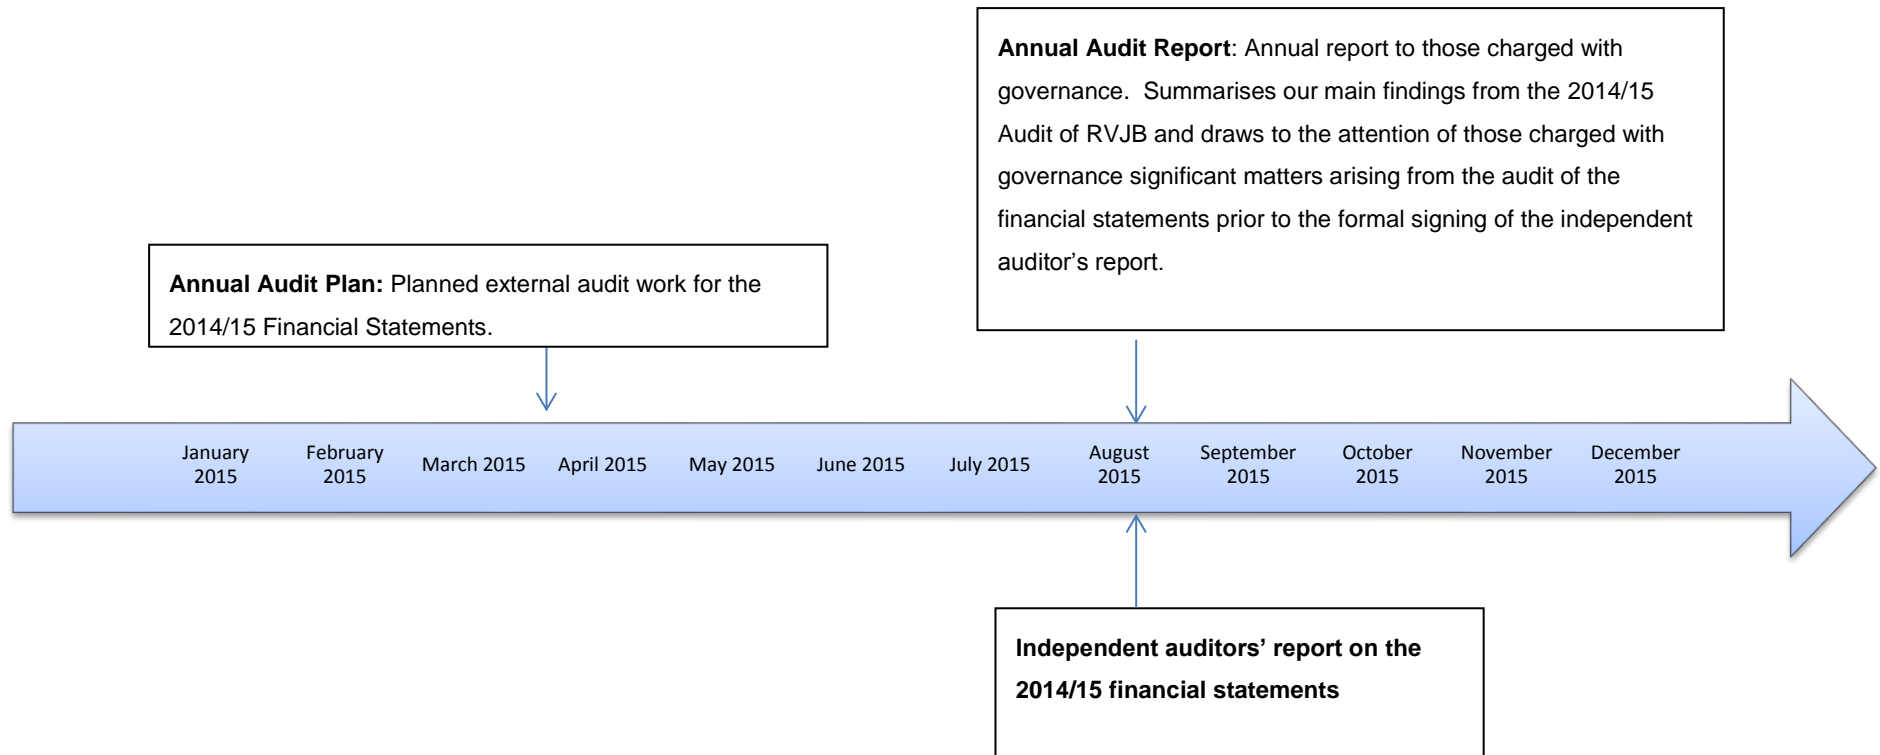 Annual Audit Report: Annual report to those charged with
governance.  Summarises our main findings from the 2014/15
Audit of RVJB and draws to the attention of those charged with
governance significant matters arising from the audit of the
financial statements prior to the formal signing of the independent
auditor’s report.
Annual Audit Plan: Planned external audit work for the
2014/15 Financial Statements.
January
2015
February
2015
March 2015
April 2015
May 2015
June 2015
July 2015
August
2015
September
2015
October
2015
November
2015
December
2015
Independent auditors’ report on the
2014/15 financial statements